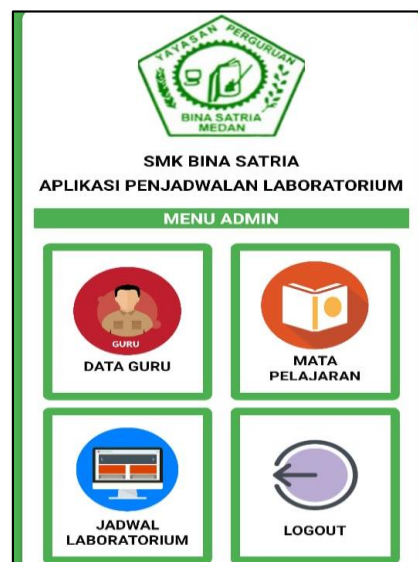 YAYASAN PERGURUAN
BINA SATRIA
MEDAN
SMK BINA SATRIA
APLIKASI PENJADWALAN LABORATORIUM
MENU ADMIN
GURU
DATA GURU
MATA
PELAJARAN
JADWAL
LABORATORIUM
LOGOUT